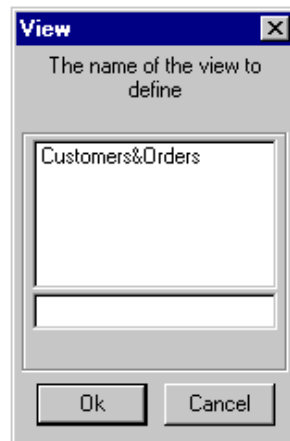 View
The name of the view to
define
Customers&Orders
Ok
Cancel